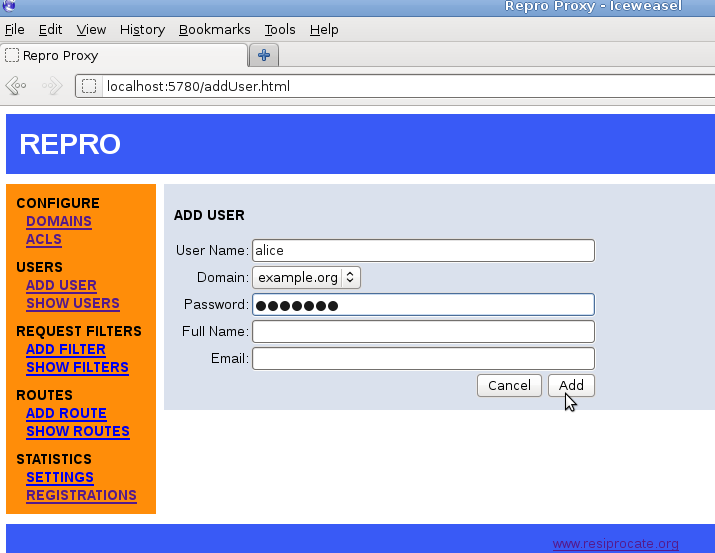 Repro Proxy - Iceweasel
File Edit View History Bookmarks Tools Help
Repro Proxy
localhost:5780/addUser.html
REPRO
CONFIGURE
DOMAINS
ACLS
USERS
ADD USER
SHOW USERS
REQUEST FILTERS
ADD FILTER
SHOW FILTERS
ROUTES
ADD ROUTE
SHOW ROUTES
STATISTICS
SETTINGS
REGISTRATIONS
ADD USER
User Name: alice
Domain: example.org
Password: ●●●●●●●
Full Name:
Email:
Cancel Add
www.resiprocate.org